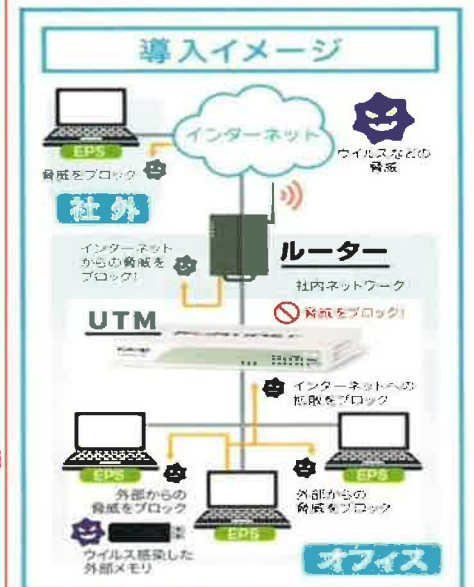 導入イメージ
インターネット
ウイルスなどの
脅威
EPS
脅威をブロック
社外
インターネット
からの脅威を
ブロック!
ルーター
社内ネットワーク
脅威をブロック!
UTM
FORTINET
インターネットへの
拡散をブロック
EPS
EPS
外部からの
脅威をブロック
外部からの
脅威をブロック
EPS
ウイルス感染した
外部メモリ
オフィス